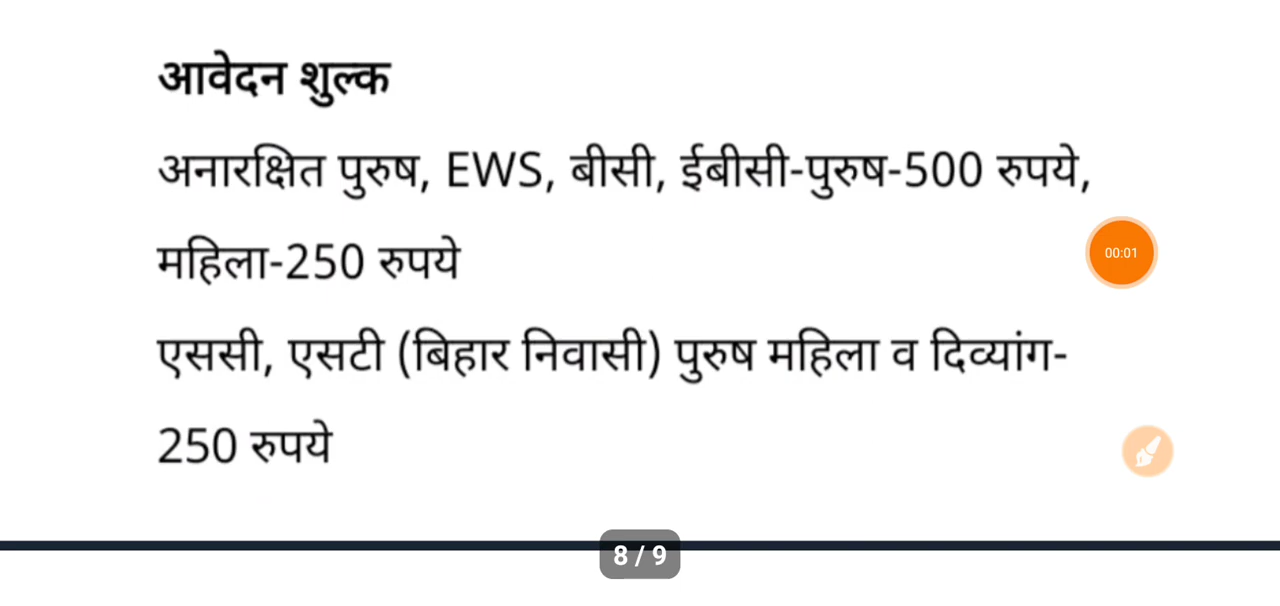 आवेदन शुल्क
अनारक्षित पुरुष, EWS, बीसी, ईबीसी-पुरुष-500 रुपये,
महिला-250 रुपये
00:01
एससी, एसटी (बिहार निवासी) पुरुष महिला व दिव्यांग-
250 रुपये
8 / 9